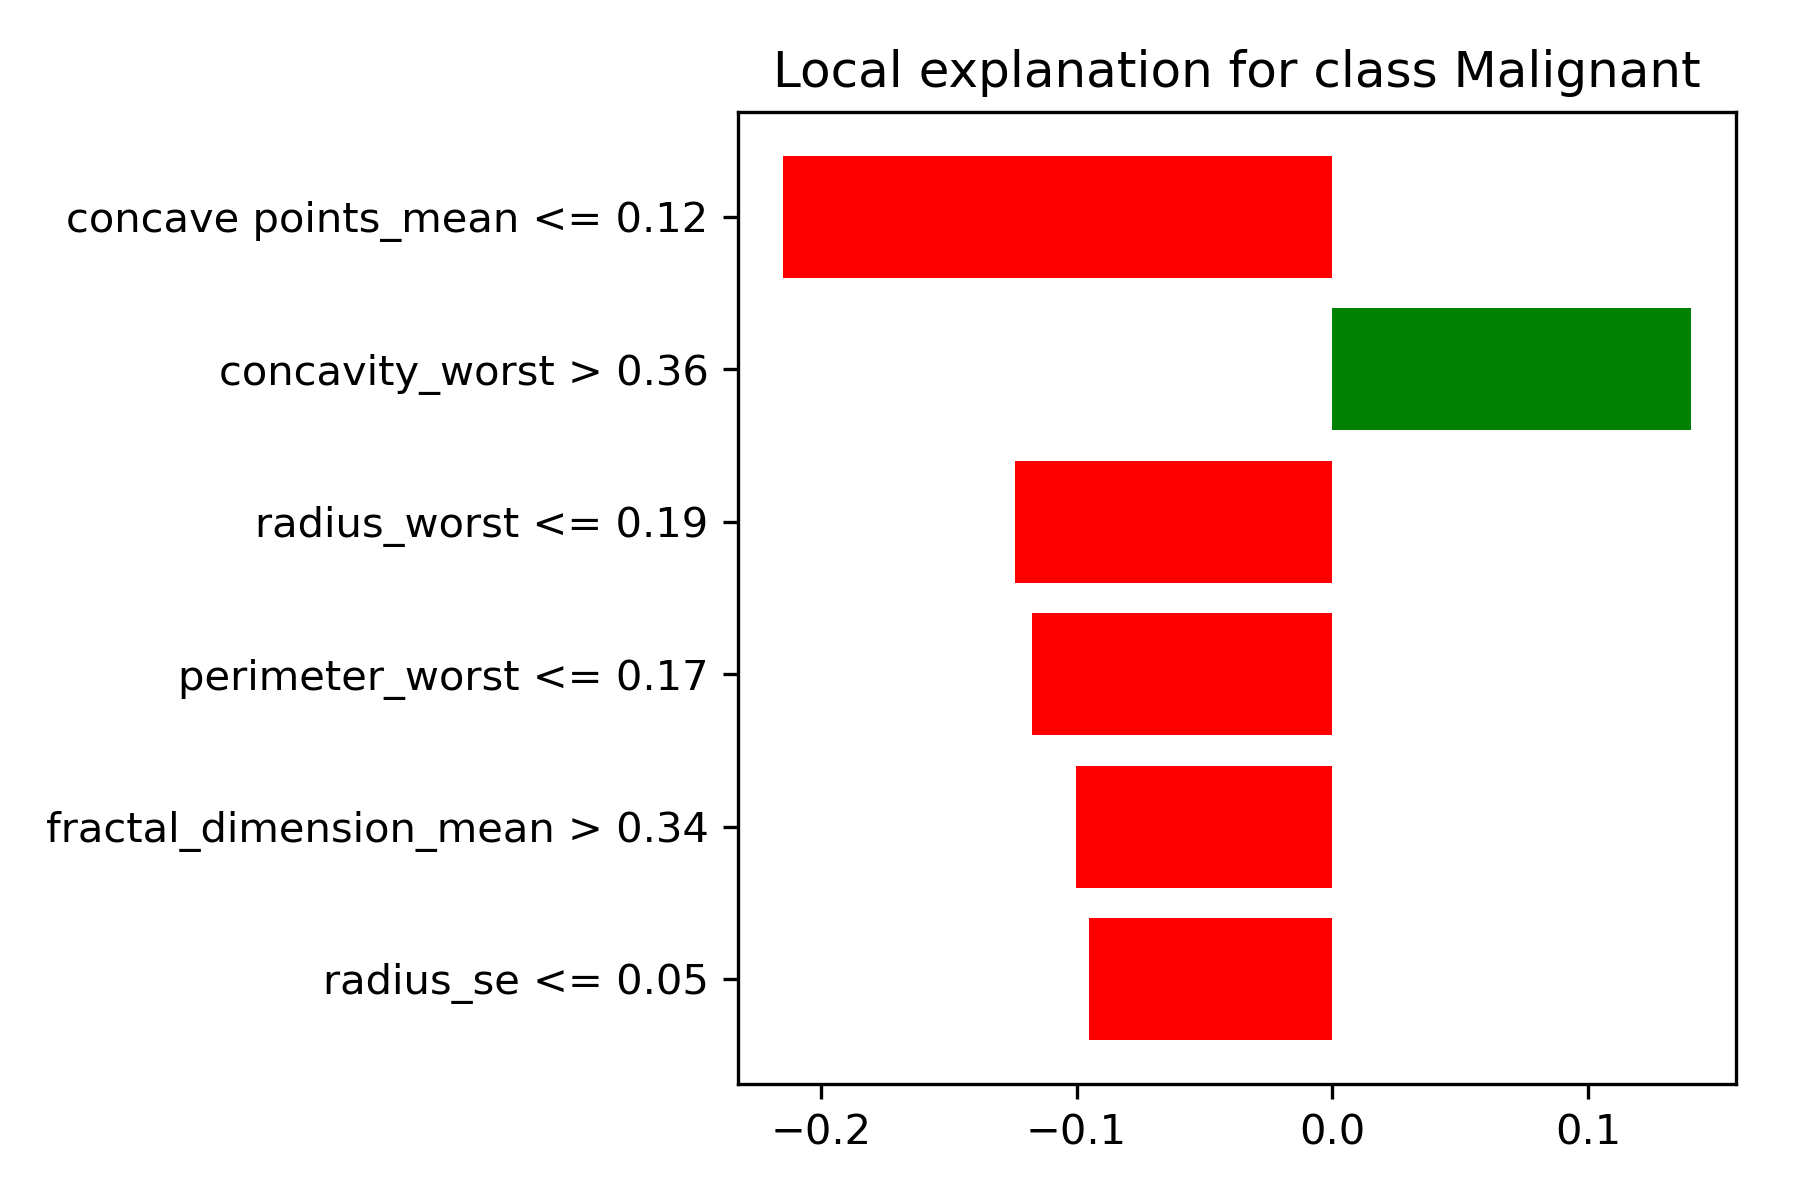 Local explanation for class Malignant
concave points_mean <= 0.12
concavity_worst > 0.36
radius_worst <= 0.19
perimeter_worst <= 0.17
fractal_dimension_mean > 0.34
radius_se <= 0.05
−0.2 −0.1 0.0 0.1